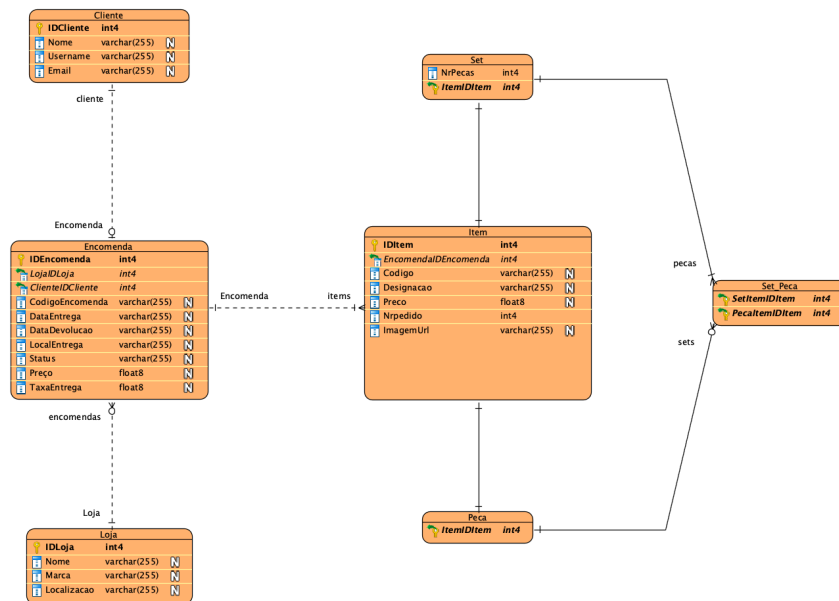 Cliente
IDCliente int4
Nome varchar(255) N
Username varchar(255) N
Email varchar(255) N
cliente
Encomenda
Encomenda
IDEncomenda int4
LojaIDLoja int4
ClienteIDCliente int4
CodigoEncomenda varchar(255) N
DataEntrega varchar(255) N
DataDevolucao varchar(255) N
LocalEntrega varchar(255) N
Status varchar(255) N
Preço float8 N
TaxaEntrega float8 N
encomendas
Loja
Loja
IDLoja int4
Nome varchar(255) N
Marca varchar(255) N
Localizacao varchar(255) N
Encomenda items
Set
NrPecas int4
ItemIDItem int4
Item
IDItem int4
EncomendaIDEncomenda int4
Codigo varchar(255) N
Designacao varchar(255) N
Preco float8 N
Nrpedido int4
ImagemUrl varchar(255) N
Peca
ItemIDItem int4
pecas
Set_Peca
SetItemIDItem int4
PecaItemIDItem int4
sets